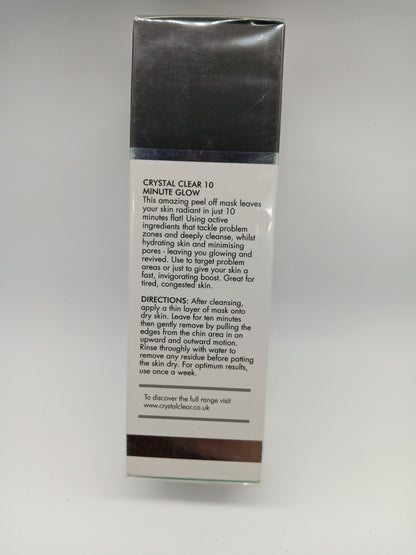 CRYSTAL CLEAR 10
MINUTE GLOW
This amazing peel off mask leaves
your skin radiant in just 10
minutes flat! Using active
ingredients that tackle problem
zones and deeply cleanse, whilst
hydrating skin and minimising
pores - leaving you glowing and
revived. Use to target problem
areas or just to give your skin a
fast, invigorating boost. Great for
tired, congested skin.
DIRECTIONS: After cleansing,
apply a thin layer of mask onto
dry skin. Leave for ten minutes
then gently remove by pulling the
edges from the chin area in an
upward and outward motion.
Rinse throughly with water to
remove any residue before patting
the skin dry. For optimum results,
use once a week.
To discover the full range visit
www.crystalclear.co.uk